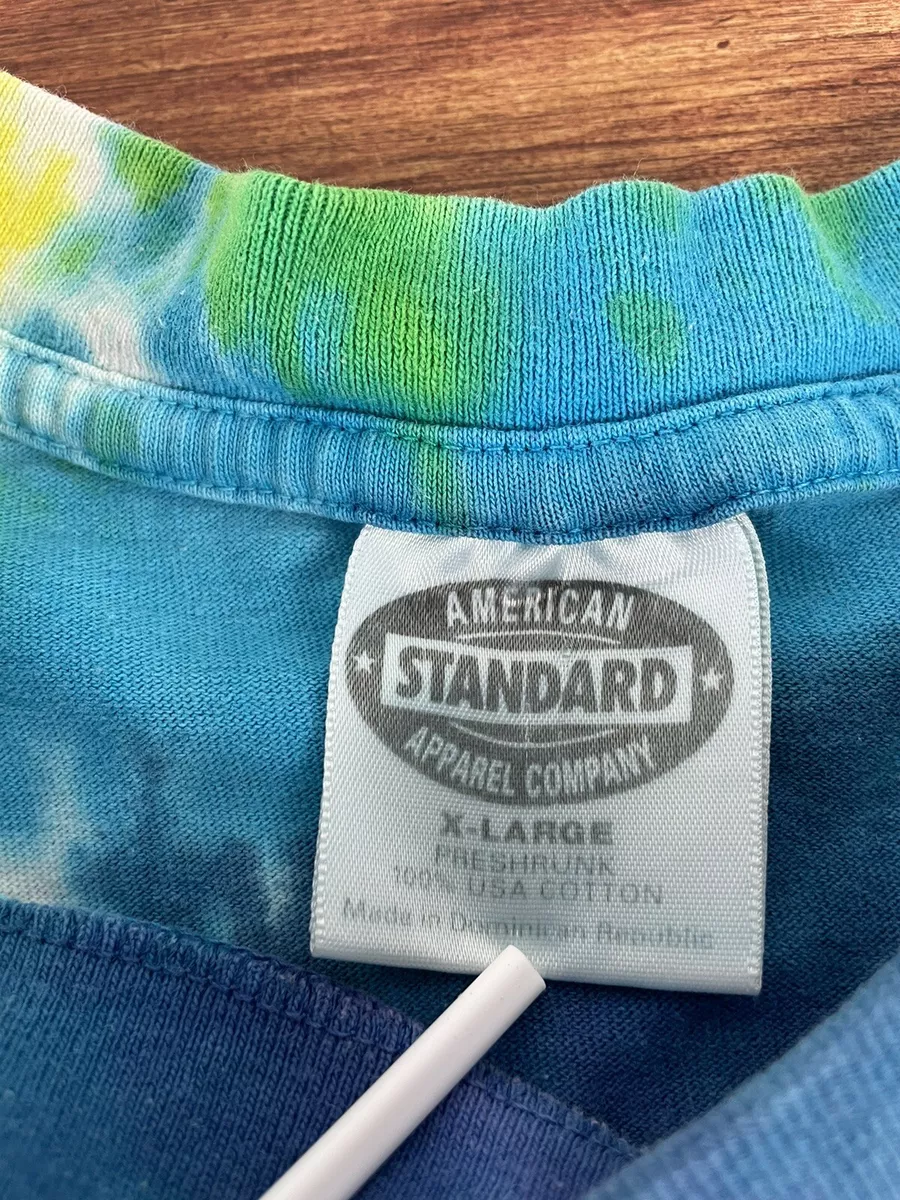 AMERICAN
STANDARD
APPAREL COMPANY
X-LARGE
PRESHRUNK
100% USA COTTON
Made in Dominican Republic